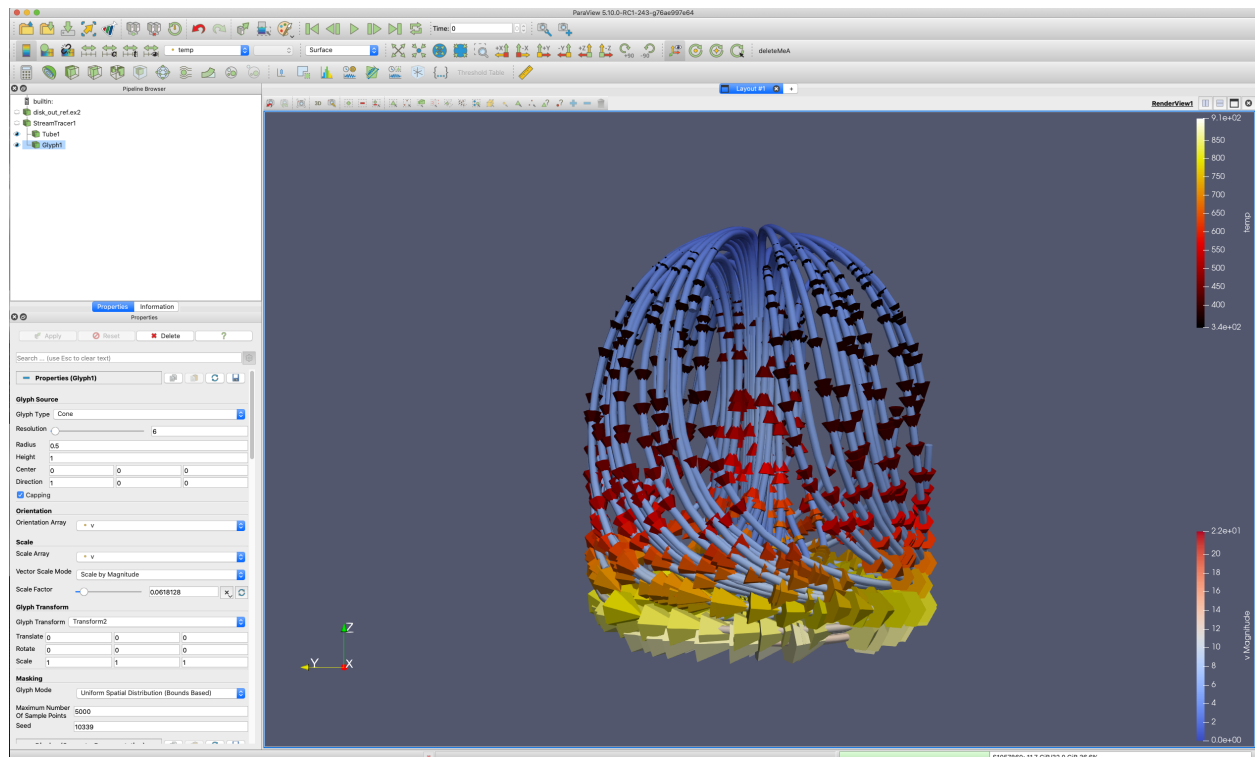 ParaView 5.10.0-RC1-243-g76ae997e64
Time: 0
temp
Surface
deleteMeA
Threshold Table
Pipeline Browser
Layout #1
builtin:
disk_out_ref.ex2
StreamTracer1
Tube1
Glyph1
3D
RenderView1
9.1e+02
850
800
750
700
650
600
550
500
450
400
3.4e+02
temp
Properties Information
Properties
Apply Reset Delete ?
Search ... (use Esc to clear text)
Properties (Glyph1)
Glyph Source
Glyph Type Cone
Resolution 6
Radius 0.5
Height 1
Center 0 0 0
Direction 1 0 0
Capping
Orientation
Orientation Array v
Scale
Scale Array v
Vector Scale Mode Scale by Magnitude
Scale Factor 0.0618128
Glyph Transform
Glyph Transform Transform2
Translate 0 0 0
Rotate 0 0 0
Scale 1 1 1
Masking
Glyph Mode Uniform Spatial Distribution (Bounds Based)
Maximum Number
Of Sample Points 5000
Seed 10339
Z
Y X
2.2e+01
20
18
16
14
12
10
8
6
4
2
0.0e+00
v Magnitude